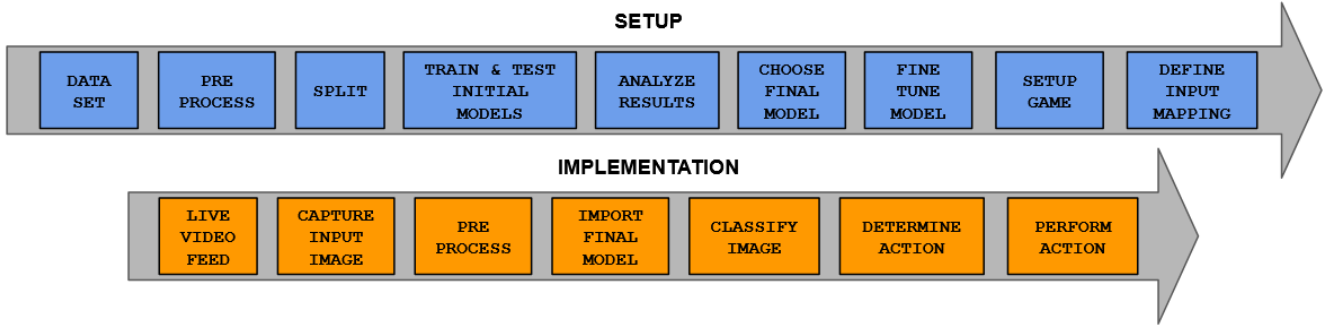 SETUP
DATA
SET
PRE
PROCESS
SPLIT
TRAIN & TEST
INITIAL
MODELS
ANALYZE
RESULTS
CHOOSE
FINAL
MODEL
FINE
TUNE
MODEL
SETUP
GAME
DEFINE
INPUT
MAPPING
IMPLEMENTATION
LIVE
VIDEO
FEED
CAPTURE
INPUT
IMAGE
PRE
PROCESS
IMPORT
FINAL
MODEL
CLASSIFY
IMAGE
DETERMINE
ACTION
PERFORM
ACTION